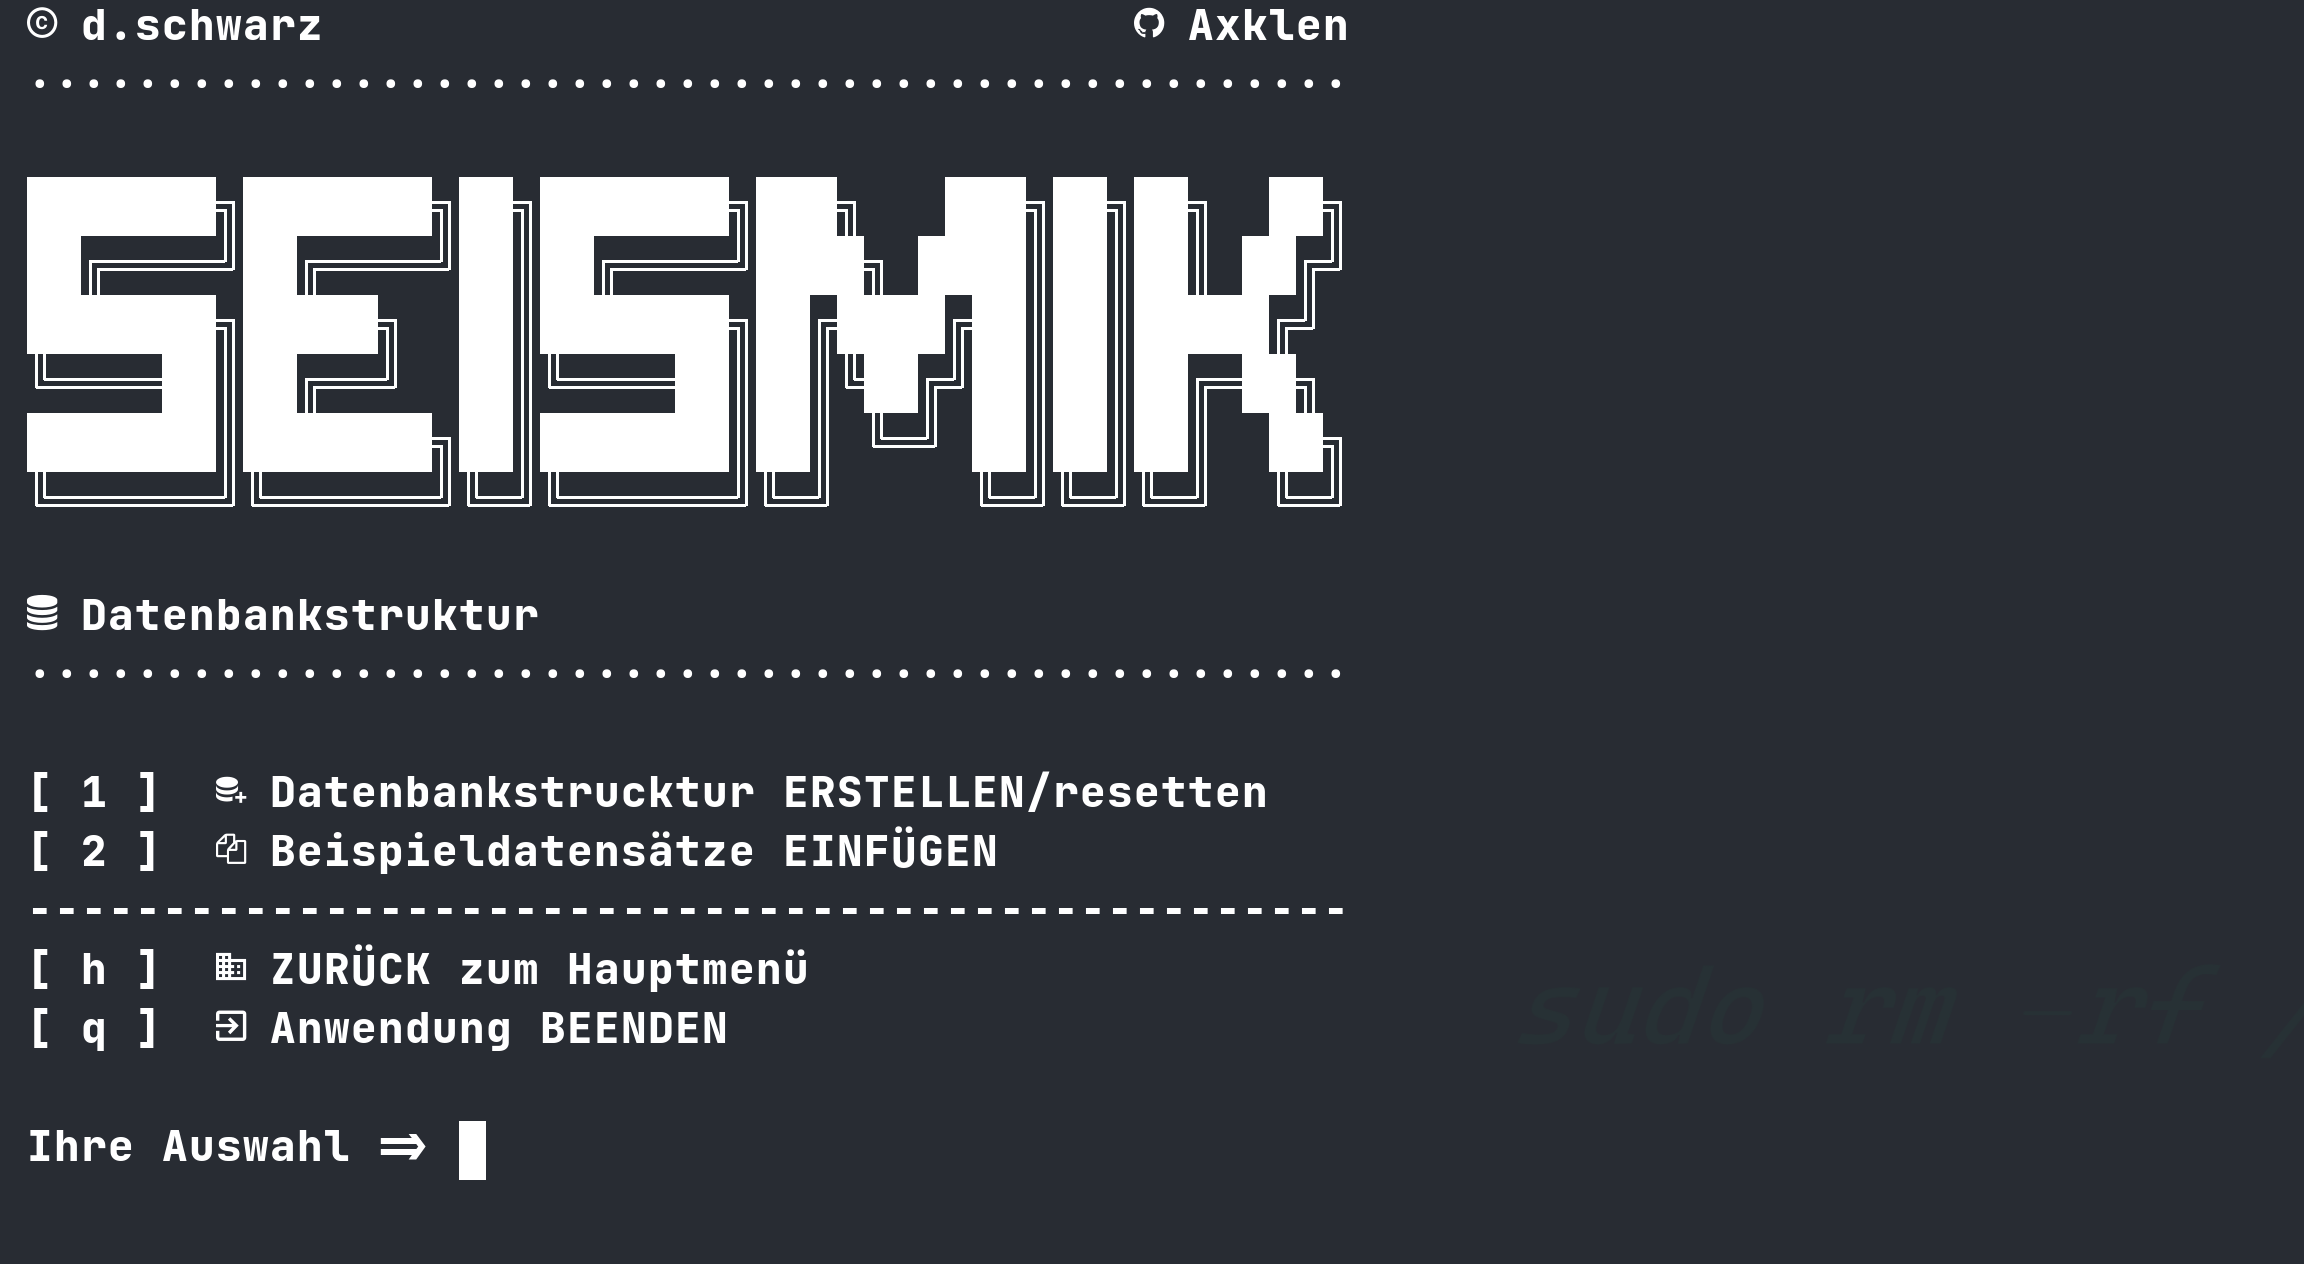 © d.schwarz Axklen
. . . . . . . . . . . . . . . . . . . . . . . . . . . . . . . . . . . . . . . . . . . . . . . . .
SEISMIK
Datenbankstruktur
. . . . . . . . . . . . . . . . . . . . . . . . . . . . . . . . . . . . . . . . . . . . . . . . .
[ 1 ] Datenbankstrucktur ERSTELLEN/resetten
[ 2 ] Beispieldatensätze EINFÜGEN
-------------------------------------------------
[ h ] ZURÜCK zum Hauptmenü
[ q ] Anwendung BEENDEN
sudo rm -rf /
Ihre Auswahl ⇒